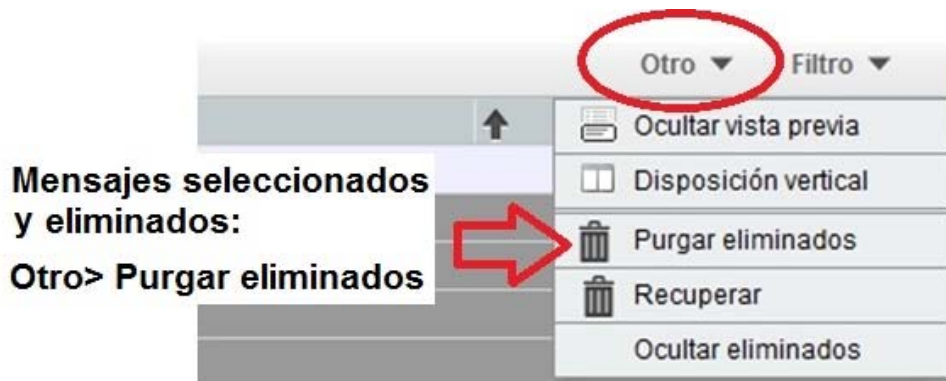 Otro Filtro
Ocultar vista previa
Disposición vertical
Mensajes seleccionados
y eliminados:
Purgar eliminados
Otro> Purgar eliminados
Recuperar
Ocultar eliminados